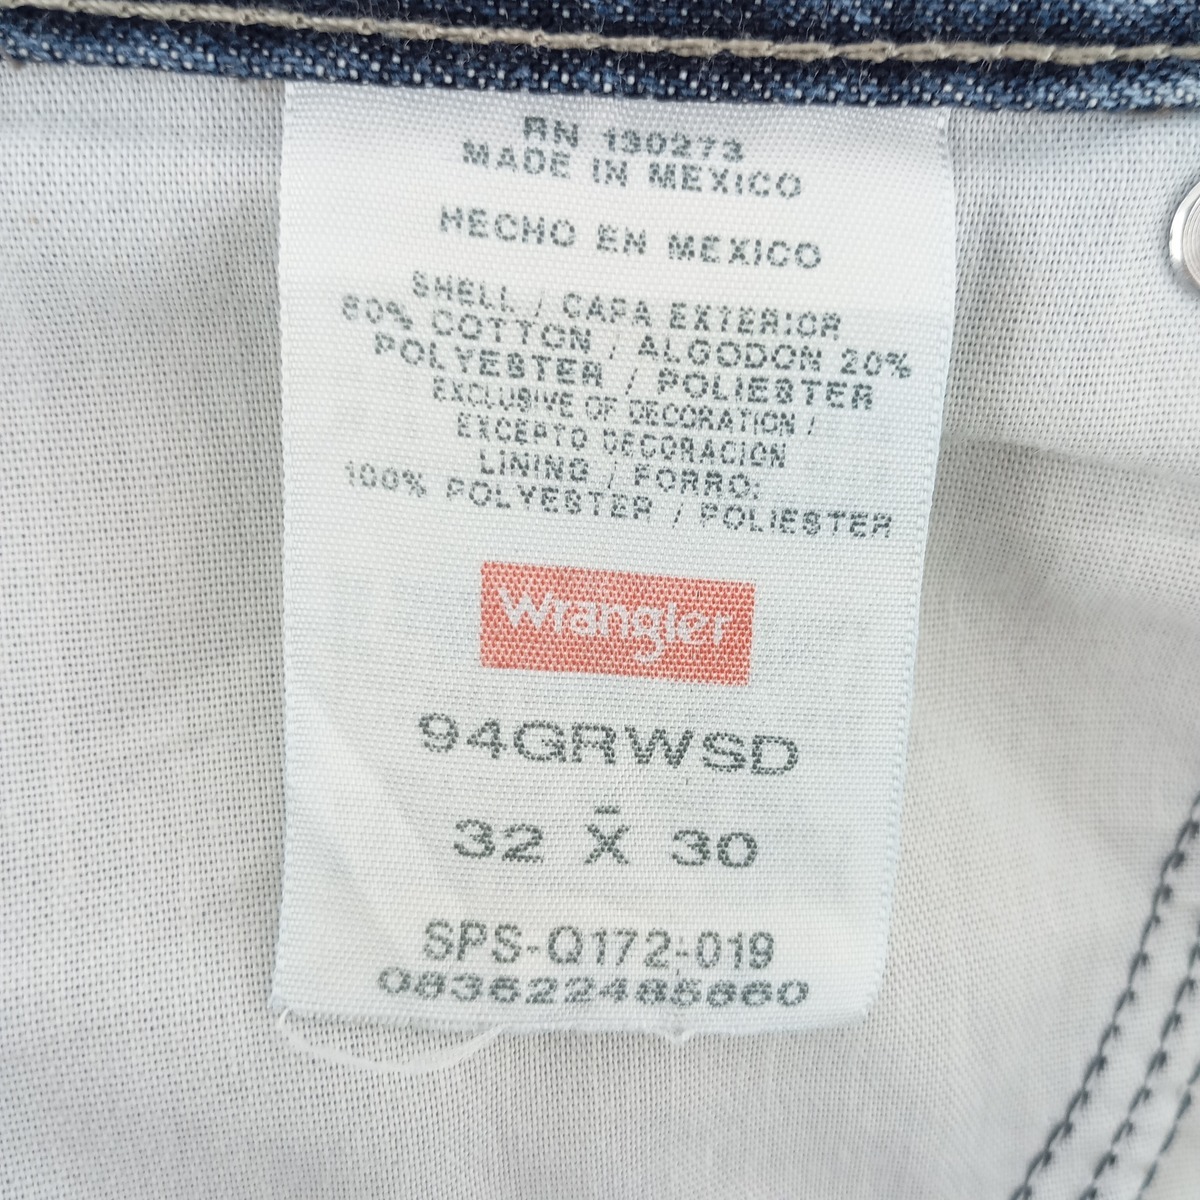 RN 130273
MADE IN MEXICO
HECHO EN MEXICO
SHELL / CAPA EXTERIOR
80% COTTON / ALGODON 20%
POLYESTER / POLIESTER
EXCLUSIVE OF DECORATION /
EXCEPTO DECORACION
LINING / FORRO:
100% POLYESTER / POLIESTER
Wrangler
94GRWSD
32 X 30
SPS-Q172-019
083622485860